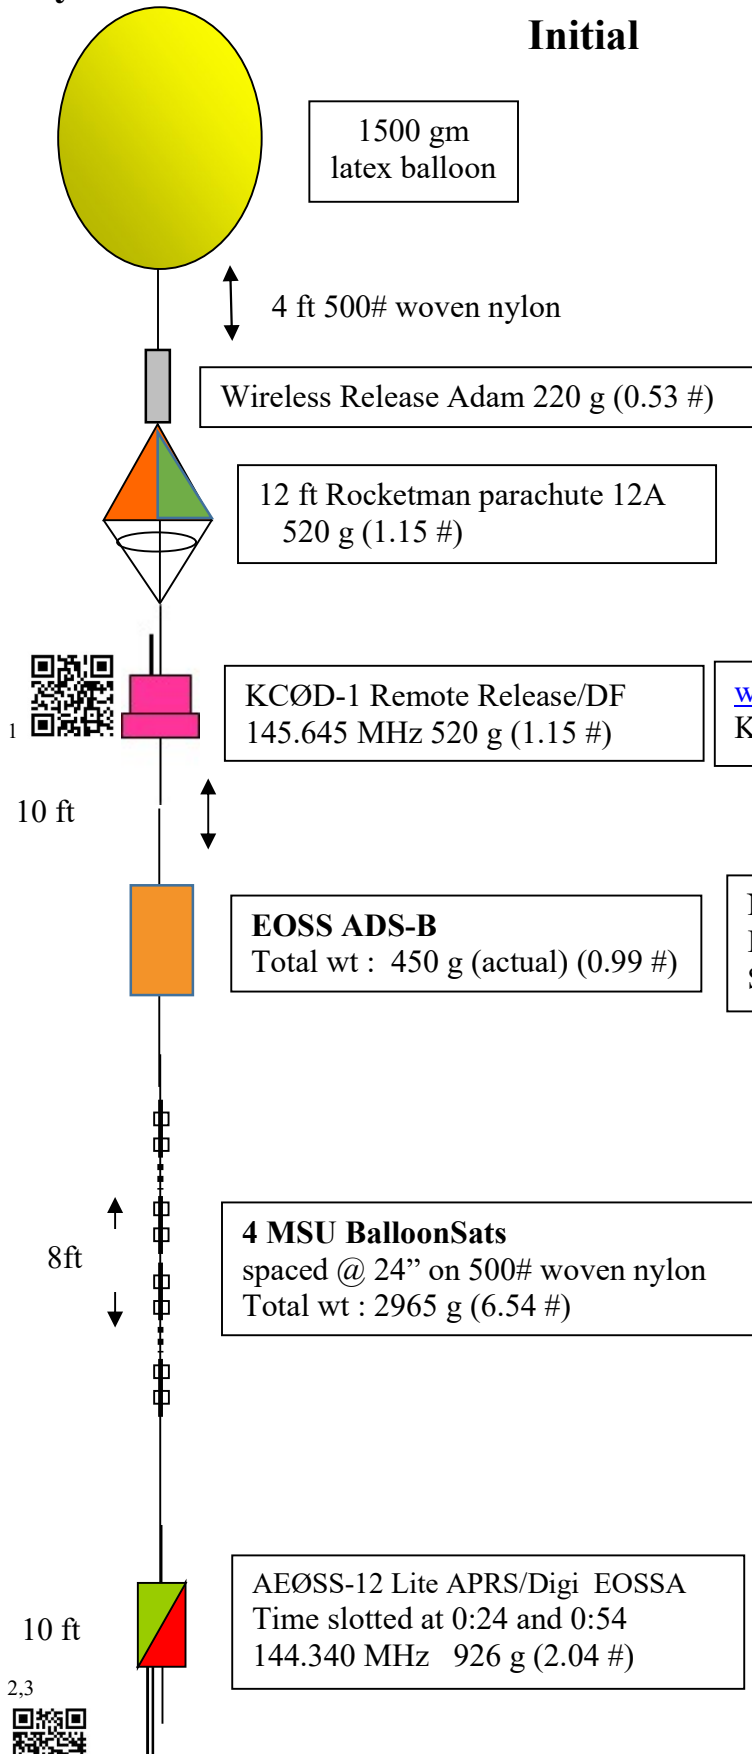 Initial
1500 gm
latex balloon
4 ft 500# woven nylon
Wireless Release Adam 220 g (0.53 #)
12 ft Rocketman parachute 12A
520 g (1.15 #)
KCØD-1 Remote Release/DF
145.645 MHz 520 g (1.15 #)
1
10 ft
EOSS ADS-B
Total wt :  450 g (actual) (0.99 #)
4 MSU BalloonSats
spaced @ 24” on 500# woven nylon
Total wt : 2965 g (6.54 #)
8ft
AEØSS-12 Lite APRS/Digi  EOSSA
Time slotted at 0:24 and 0:54
144.340 MHz   926 g (2.04 #)
10 ft
2,3